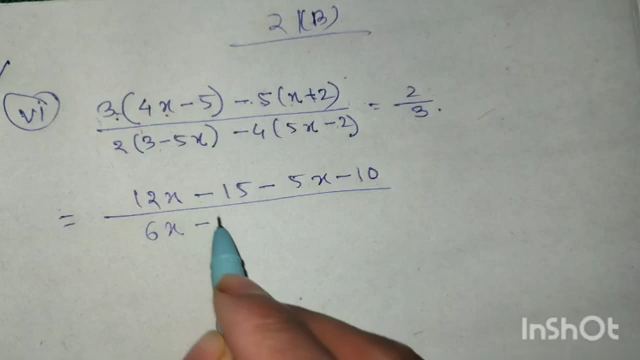 2 (B)
vi 3.(4x-5) -5(x+2) / 2(3-5x) -4(5x-2) = 2/3.
= 12x - 15 - 5x - 10 / 6x -
InShOt